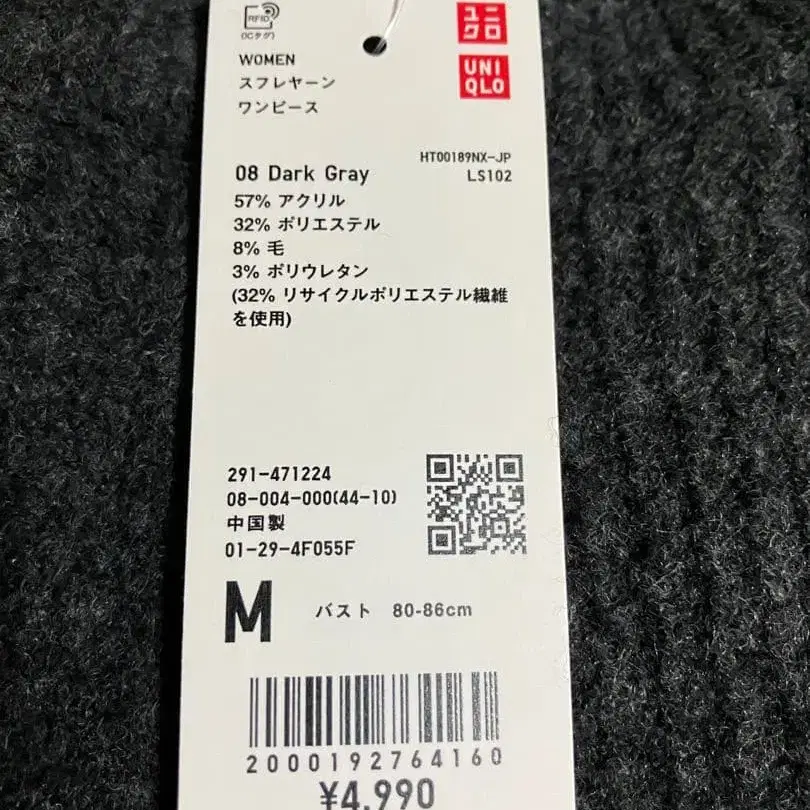 RFID
(ICタグ)
ユニ
クロ
UNI
QLO
WOMEN
スフレヤーン
ワンピース
08 Dark Gray
HT00189NX-JP
LS102
57% アクリル
32% ポリエステル
8% 毛
3% ポリウレタン
(32% リサイクルポリエステル繊維
を使用)
291-471224
08-004-000(44-10)
中国製
01-29-4F055F
M バスト 80-86cm
2000192764160
¥4,990